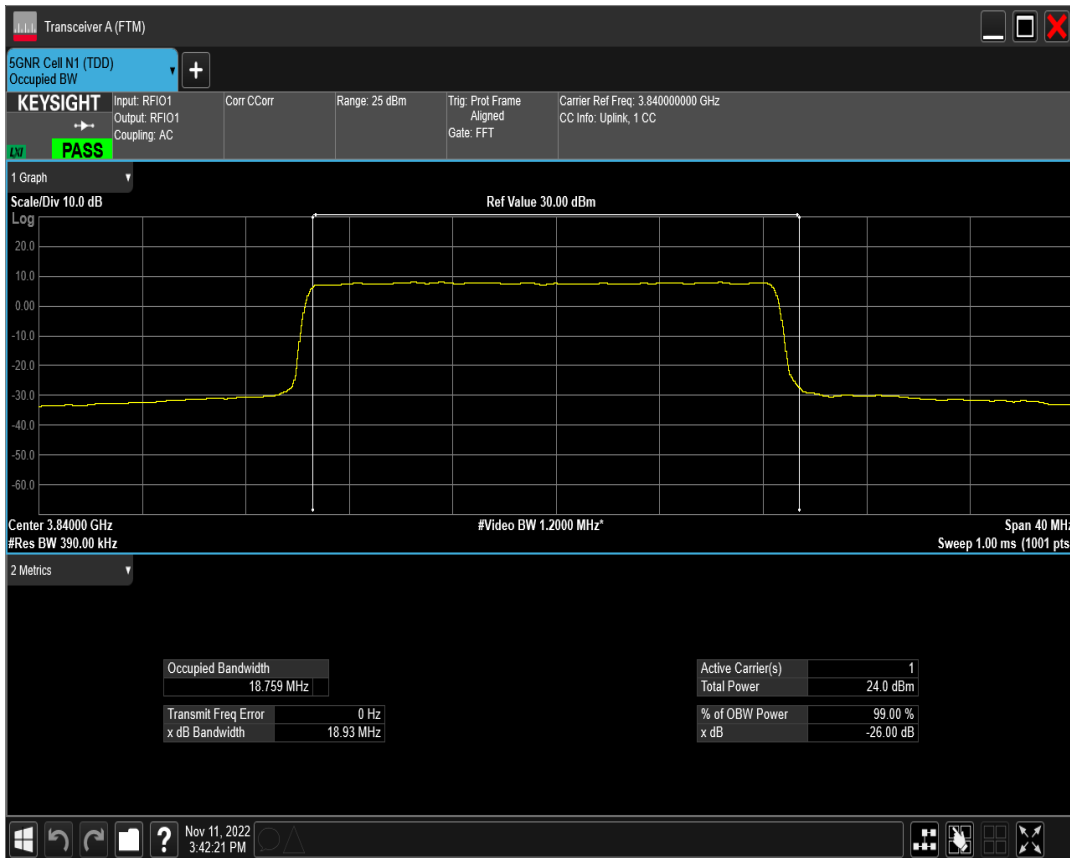 Transceiver A (FTM)
5GNR Cell N1 (TDD)
Occupied BW
+
KEYSIGHT
LXI
PASS
Input: RFIO1
Output: RFIO1
Coupling: AC
Corr CCorr
Range: 25 dBm
Trig: Prot Frame
Aligned
Gate: FFT
Carrier Ref Freq: 3.840000000 GHz
CC Info: Uplink, 1 CC
1 Graph
Scale/Div 10.0 dB
Ref Value 30.00 dBm
Log
20.0
10.0
0.00
-10.0
-20.0
-30.0
-40.0
-50.0
-60.0
Center 3.84000 GHz
#Video BW 1.2000 MHz*
Span 40 MHz
#Res BW 390.00 kHz
Sweep 1.00 ms (1001 pts
2 Metrics
Occupied Bandwidth
18.759 MHz
Transmit Freq Error 0 Hz
x dB Bandwidth 18.93 MHz
Active Carrier(s) 1
Total Power 24.0 dBm
% of OBW Power 99.00 %
x dB -26.00 dB
?
Nov 11, 2022
3:42:21 PM